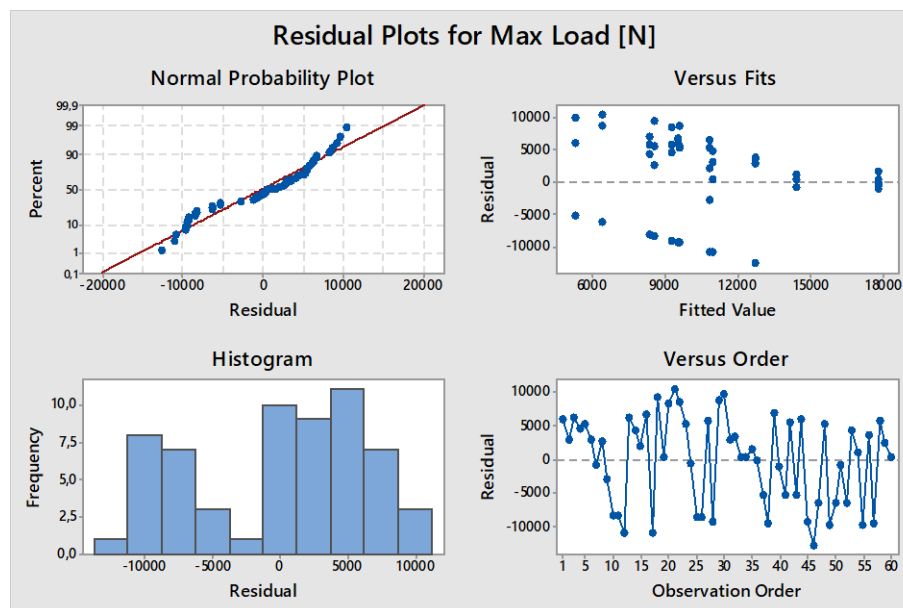 Residual Plots for Max Load [N]
Normal Probability Plot
99,9
99
90
50
10
1
0,1
Percent
-20000 -10000 0 10000 20000
Residual
Versus Fits
10000
5000
0
-5000
-10000
Residual
6000 9000 12000 15000 18000
Fitted Value
Histogram
10,0
7,5
5,0
2,5
0,0
Frequency
-10000 -5000 0 5000 10000
Residual
Versus Order
10000
5000
0
-5000
-10000
Residual
1 5 10 15 20 25 30 35 40 45 50 55 60
Observation Order